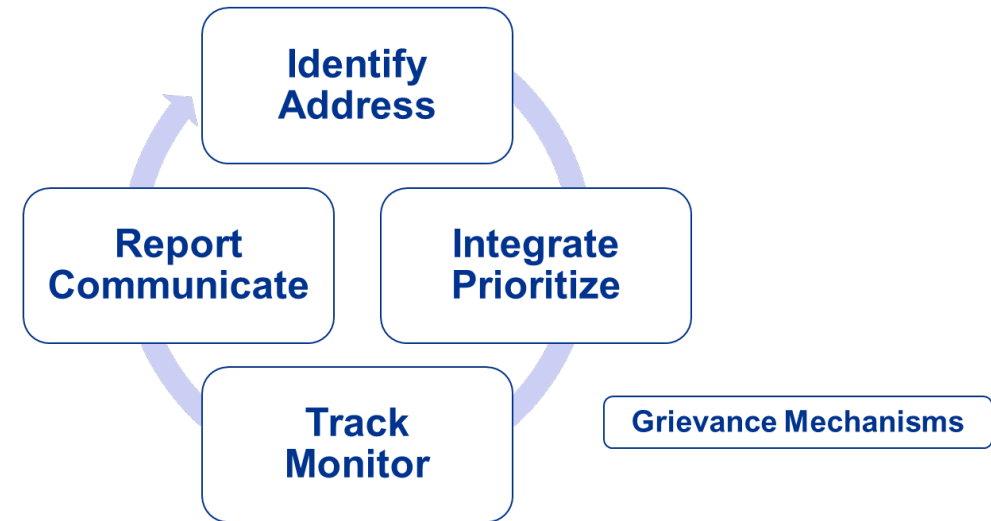 Identify
Address
Report
Communicate
Integrate
Prioritize
Track
Monitor
Grievance Mechanisms